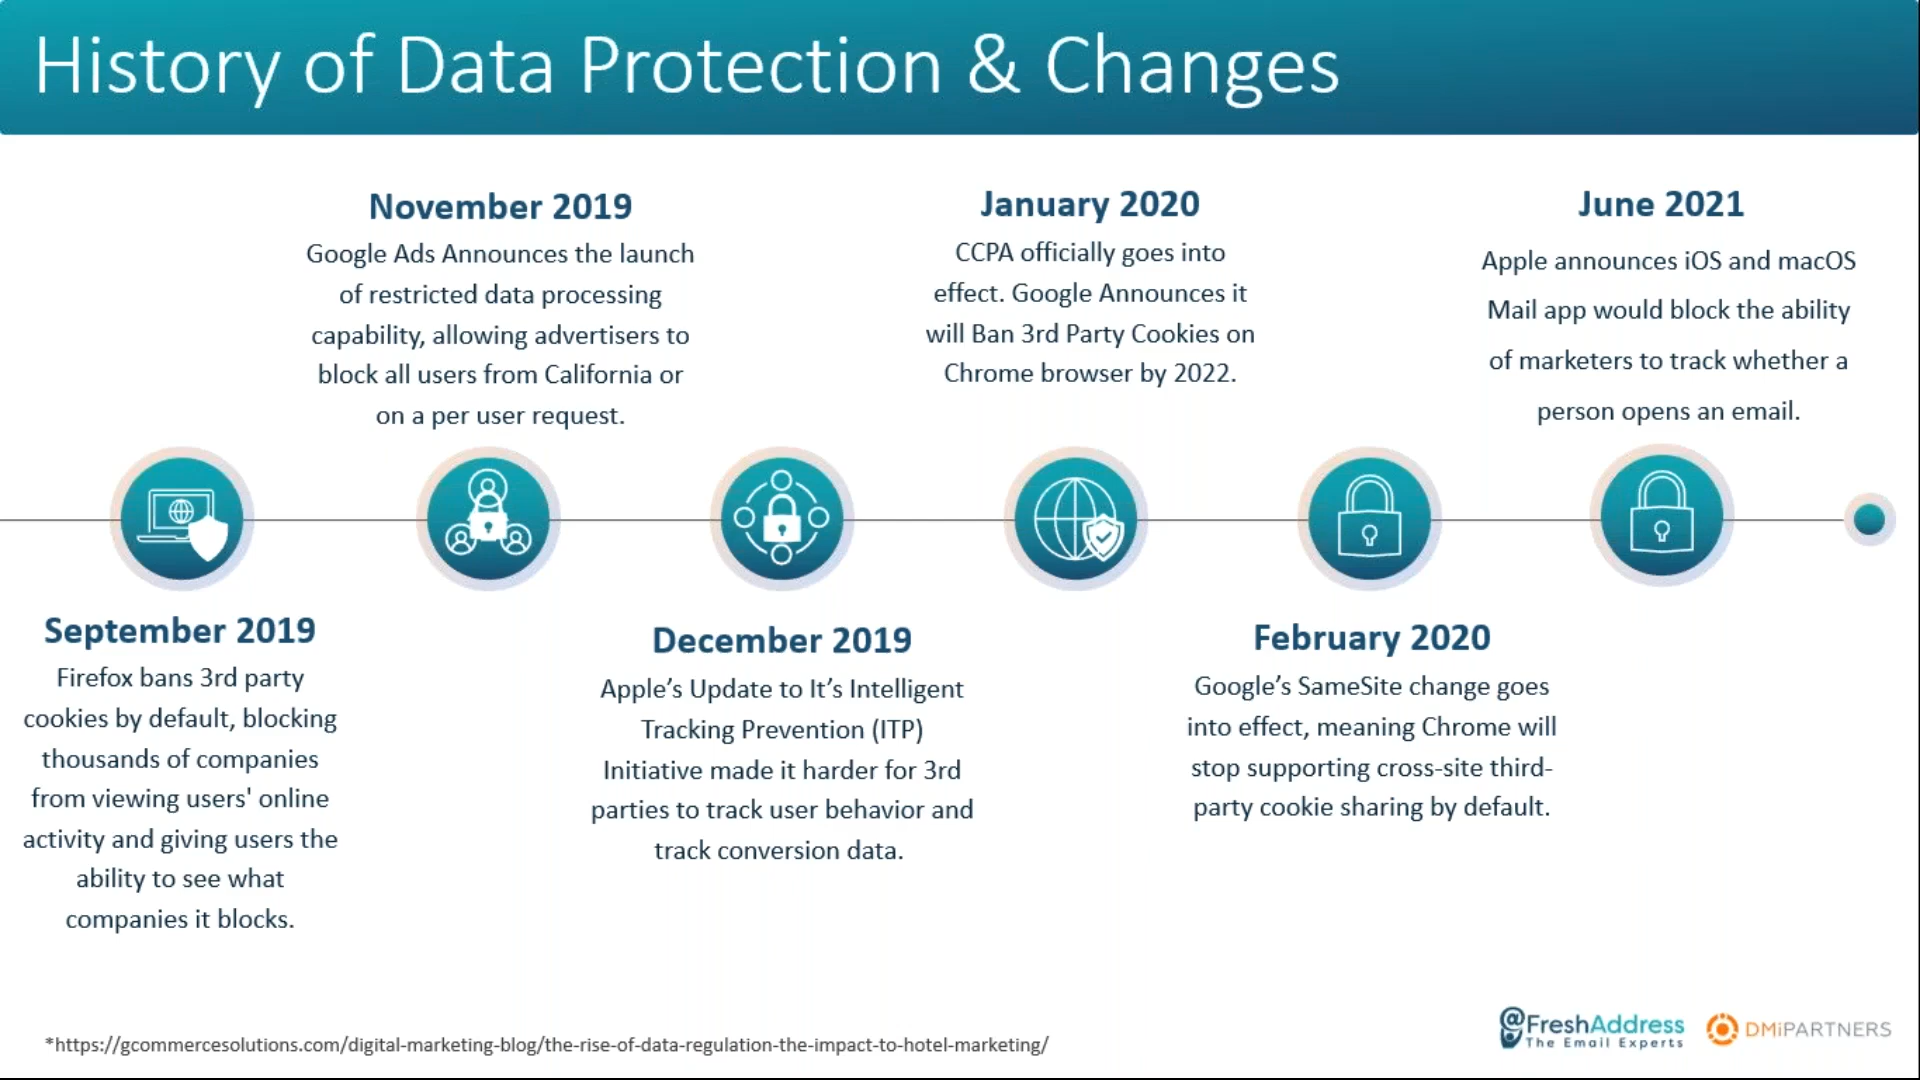 History of Data Protection & Changes
November 2019
Google Ads Announces the launch
of restricted data processing
capability, allowing advertisers to
block all users from California or
on a per user request.
January 2020
CCPA officially goes into
effect. Google Announces it
will Ban 3rd Party Cookies on
Chrome browser by 2022.
June 2021
Apple announces iOS and macOS
Mail app would block the ability
of marketers to track whether a
person opens an email.
September 2019
Firefox bans 3rd party
cookies by default, blocking
thousands of companies
from viewing users' online
activity and giving users the
ability to see what
companies it blocks.
December 2019
Apple’s Update to It’s Intelligent
Tracking Prevention (ITP)
Initiative made it harder for 3rd
parties to track user behavior and
track conversion data.
February 2020
Google’s SameSite change goes
into effect, meaning Chrome will
stop supporting cross-site third-
party cookie sharing by default.
*https://gcommercesolutions.com/digital-marketing-blog/the-rise-of-data-regulation-the-impact-to-hotel-marketing/
@FreshAddress
The Email Experts
DMiPARTNERS